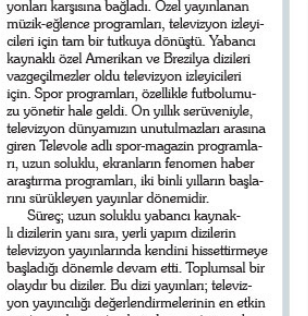 yonları karşısına bağladı. Özel yayınlanan
müzik-eğlence programları, televizyon izleyi-
cileri için tam bir tutkuya dönüştü. Yabancı
kaynaklı özel Amerikan ve Brezilya dizileri
vazgeçilmezler oldu televizyon izleyicileri
için. Spor programları, özellikle futbolumu-
zu yönetir hale geldi. On yıllık serüveniyle,
televizyon dünyamızın unutulmazları arasına
giren Televole adlı spor-magazin programla-
rı, uzun soluklu, ekranların fenomen haber
araştırma programları, iki binli yılların başla-
rını sürükleyen yayınlar dönemidir.
Süreç; uzun soluklu yabancı kaynak-
lı dizilerin yanı sıra, yerli yapım dizilerin
televizyon yayınlarında kendini hissettirmeye
başladığı dönemle devam etti. Toplumsal bir
olaydır bu diziler. Bu dizi yayınları; televiz-
yon yayıncılığı değerlendirmelerinin en etkin